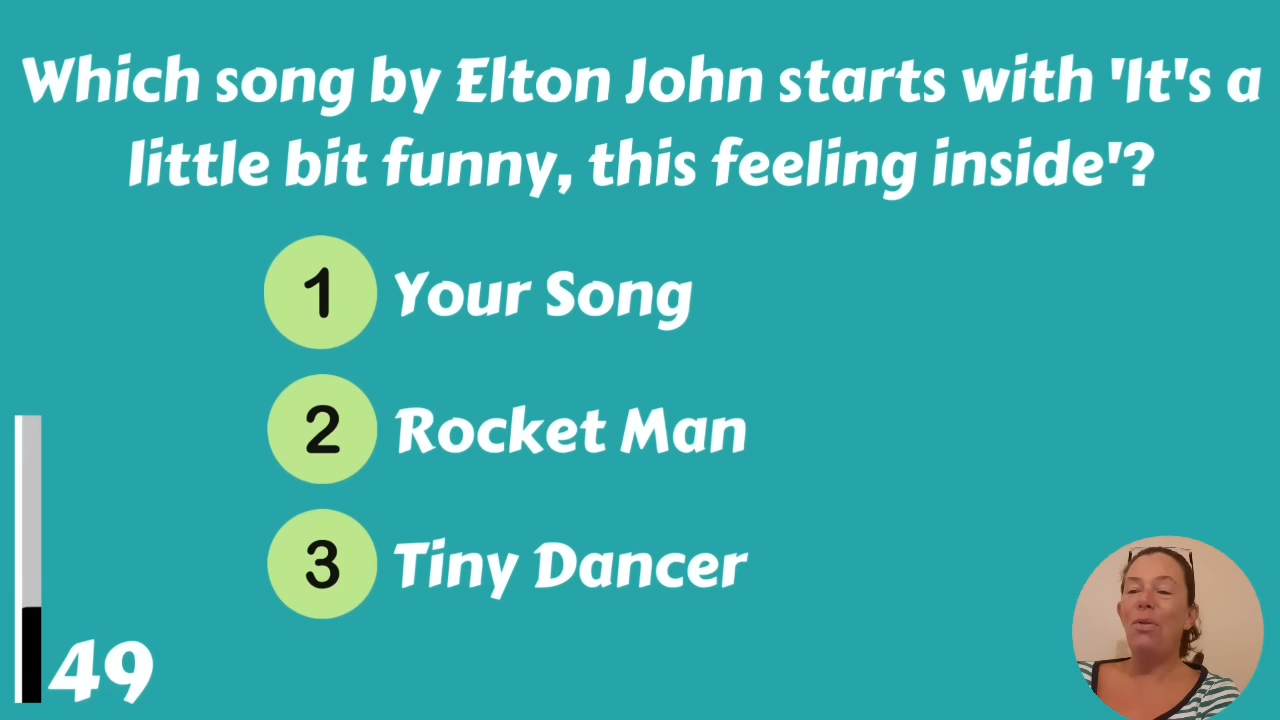 Which song by Elton John starts with 'It's a
little bit funny, this feeling inside'?
1 Your Song
2 Rocket Man
3 Tiny Dancer
49